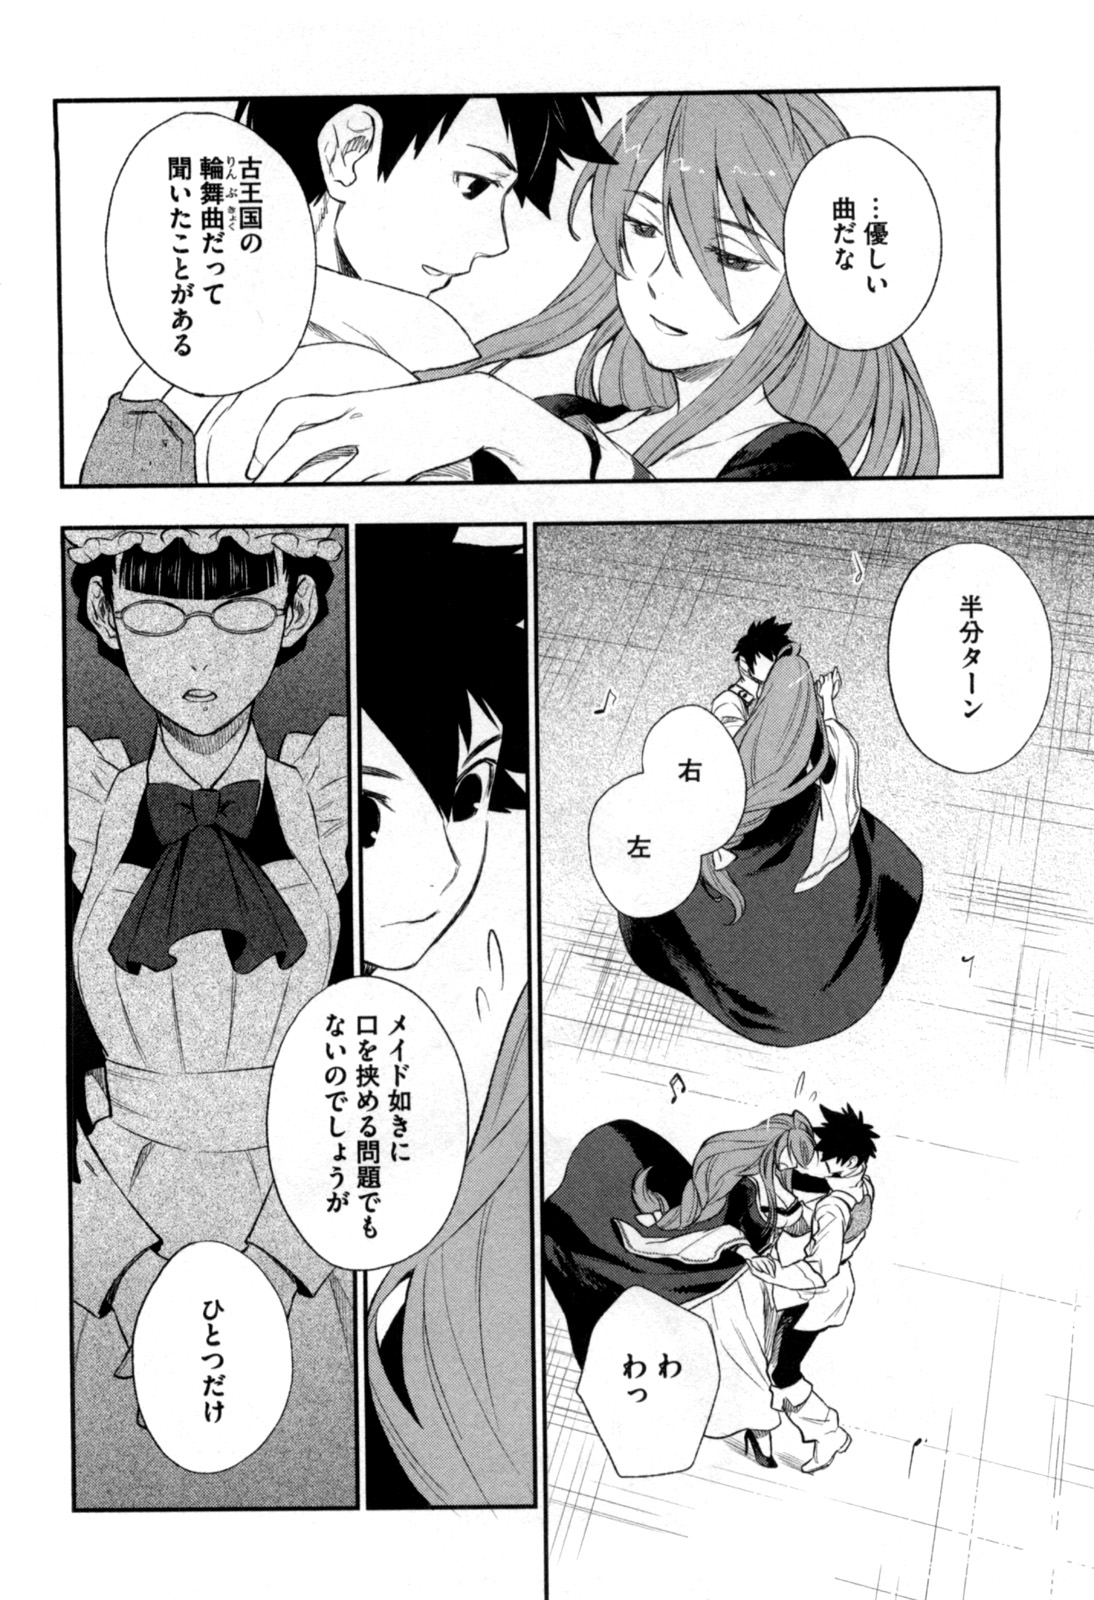 …優しい
曲だな
古王国の
輪舞曲だって
りんぶきょく
聞いたことがある
半分ターン
右
左
わ
わっ
メイド如きに
口を挟める問題でも
ないのでしょうが
ひとつだけ